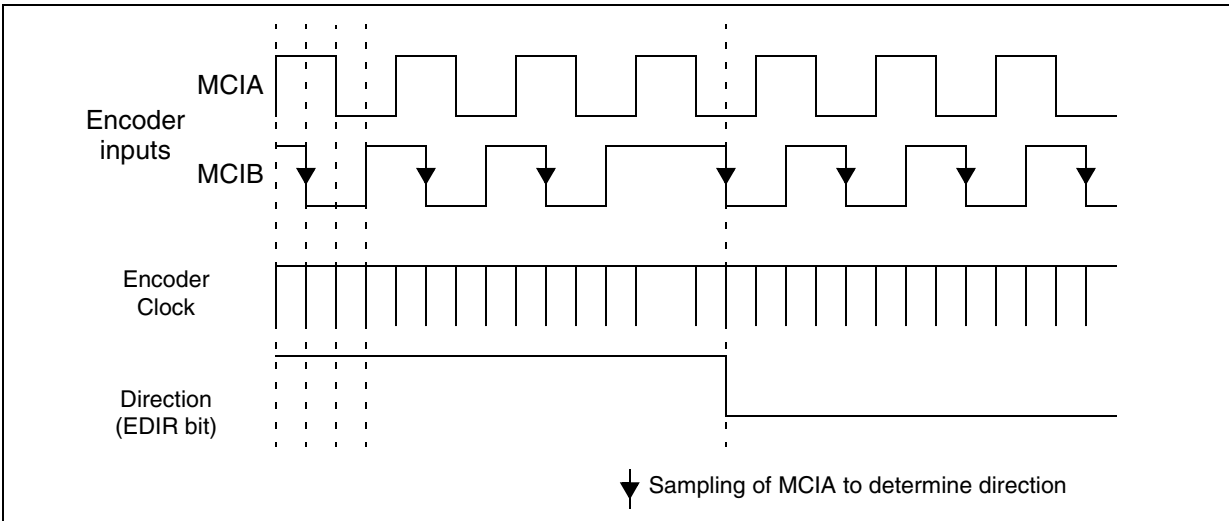 MCIA
Encoder
inputs
MCIB
Encoder
Clock
Direction
(EDIR bit)
Sampling of MCIA to determine direction